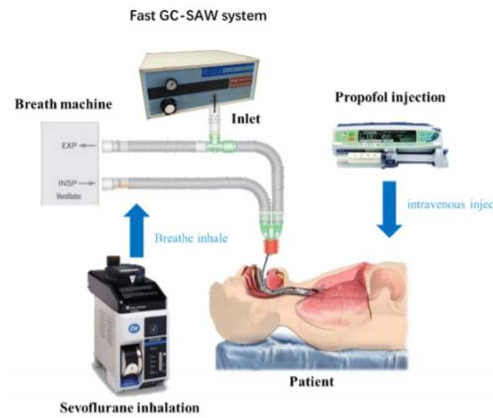 Fast GC-SAW system
Breath machine
Inlet
Propofol injection
EXP
INSP
Ventilator
Breathe inhale
intravenous injec
Patient
Sevoflurane inhalation